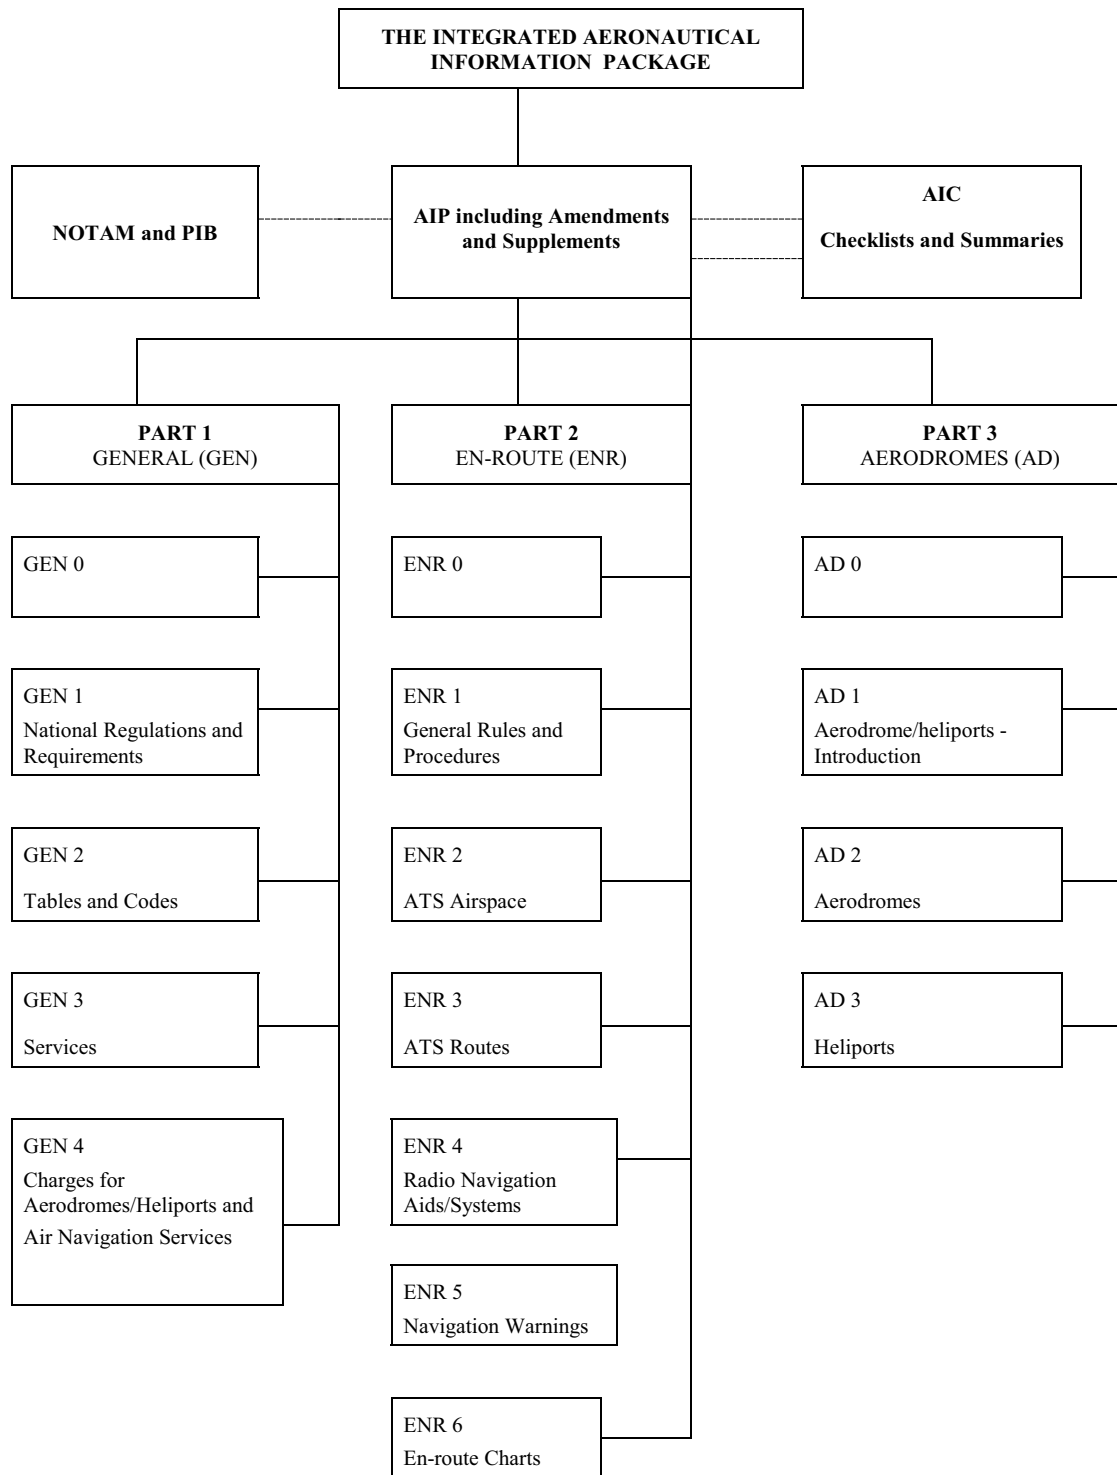 THE INTEGRATED AERONAUTICAL
INFORMATION PACKAGE
NOTAM and PIB
AIP including Amendments
and Supplements
AIC
Checklists and Summaries
PART 1
GENERAL (GEN)
PART 2
EN-ROUTE (ENR)
PART 3
AERODROMES (AD)
GEN 0
GEN 1
National Regulations and
Requirements
GEN 2
Tables and Codes
GEN 3
Services
GEN 4
Charges for
Aerodromes/Heliports and
Air Navigation Services
ENR 0
ENR 1
General Rules and
Procedures
ENR 2
ATS Airspace
ENR 3
ATS Routes
ENR 4
Radio Navigation
Aids/Systems
ENR 5
Navigation Warnings
ENR 6
En-route Charts
AD 0
AD 1
Aerodrome/heliports -
Introduction
AD 2
Aerodromes
AD 3
Heliports